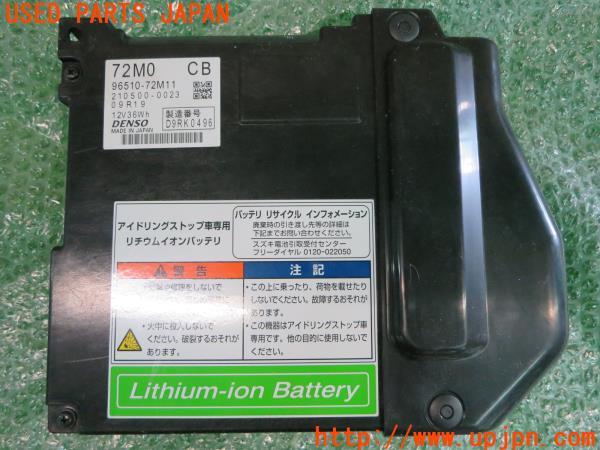 USED PARTS JAPAN
72M0 CB
96510-72M11
210500-0023
09R19
12V36Wh
DENSO
MADE IN JAPAN
製造番号
D9RK0496
アイドリングストップ車専用
リチウムイオンバッテリ
バッテリ リサイクル インフォメーション
廃業時の引き渡し先等の詳細は
下記までお問い合わせください。
スズキ電池引取受付センター
フリーダイヤル 0120-022050
警告
・火中に投入しないで
ください。破裂するおそれが
あります。
注記
・この上に乗ったり、荷物を載せたり
しないでください。故障するおそれが
あります。
・この機器はアイドリングストップ車
専用です。他の目的に使用しないで
ください。
Lithium-ion Battery
USED PARTS JAPAN
www.upjpn.com